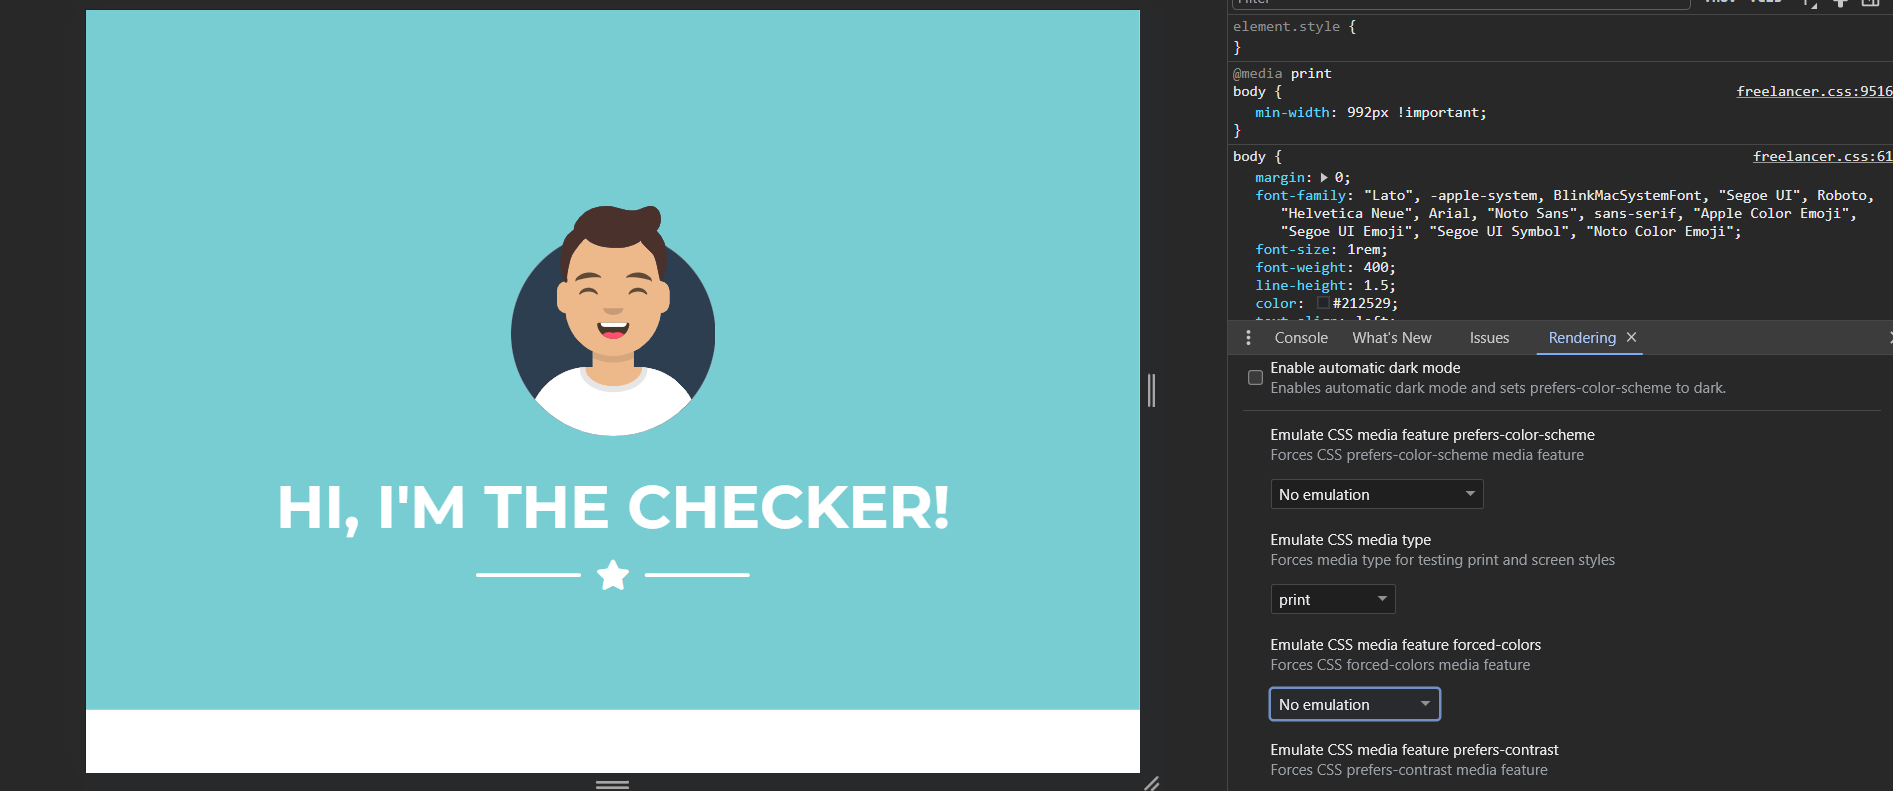 HI, I'M THE CHECKER!
Filter
element.style {
}
@media print
body {
freelancer.css:9516
min-width: 992px !important;
}
body {
freelancer.css:61
margin: 0;
font-family: "Lato", -apple-system, BlinkMacSystemFont, "Segoe UI", Roboto,
"Helvetica Neue", Arial, "Noto Sans", sans-serif, "Apple Color Emoji",
"Segoe UI Emoji", "Segoe UI Symbol", "Noto Color Emoji";
font-size: 1rem;
font-weight: 400;
line-height: 1.5;
color: #212529;
text-align: left;
Console What's New Issues Rendering
Enable automatic dark mode
Enables automatic dark mode and sets prefers-color-scheme to dark.
Emulate CSS media feature prefers-color-scheme
Forces CSS prefers-color-scheme media feature
No emulation
Emulate CSS media type
Forces media type for testing print and screen styles
print
Emulate CSS media feature forced-colors
Forces CSS forced-colors media feature
No emulation
Emulate CSS media feature prefers-contrast
Forces CSS prefers-contrast media feature